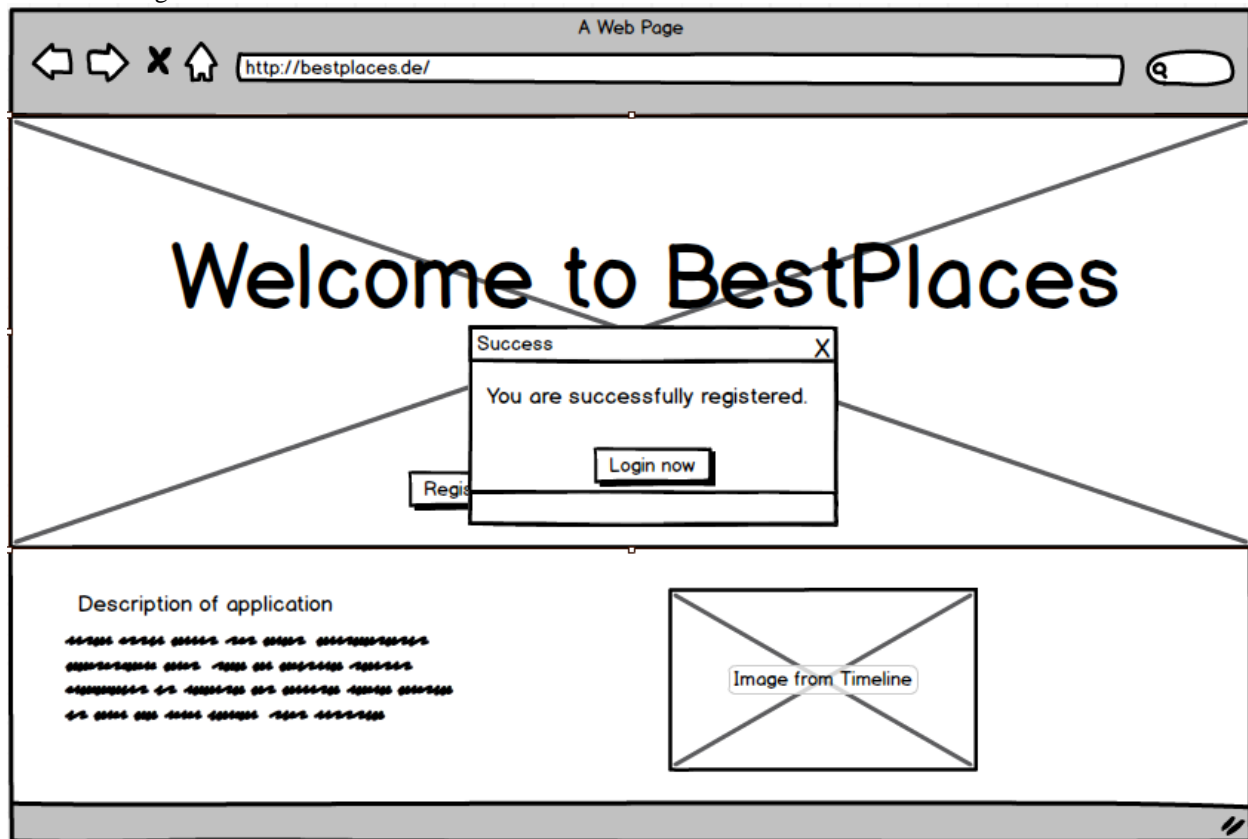 A Web Page
http://bestplaces.de/
Welcome to BestPlaces
Success X
You are successfully registered.
Login now
Regis
Description of application
Image from Timeline